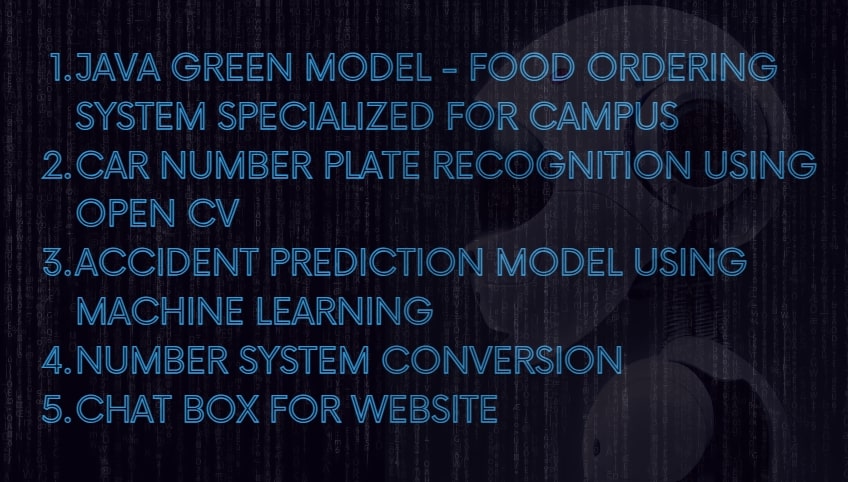 1. JAVA GREEN MODEL - FOOD ORDERING
SYSTEM SPECIALIZED FOR CAMPUS
2. CAR NUMBER PLATE RECOGNITION USING
OPEN CV
3. ACCIDENT PREDICTION MODEL USING
MACHINE LEARNING
4. NUMBER SYSTEM CONVERSION
5. CHAT BOX FOR WEBSITE